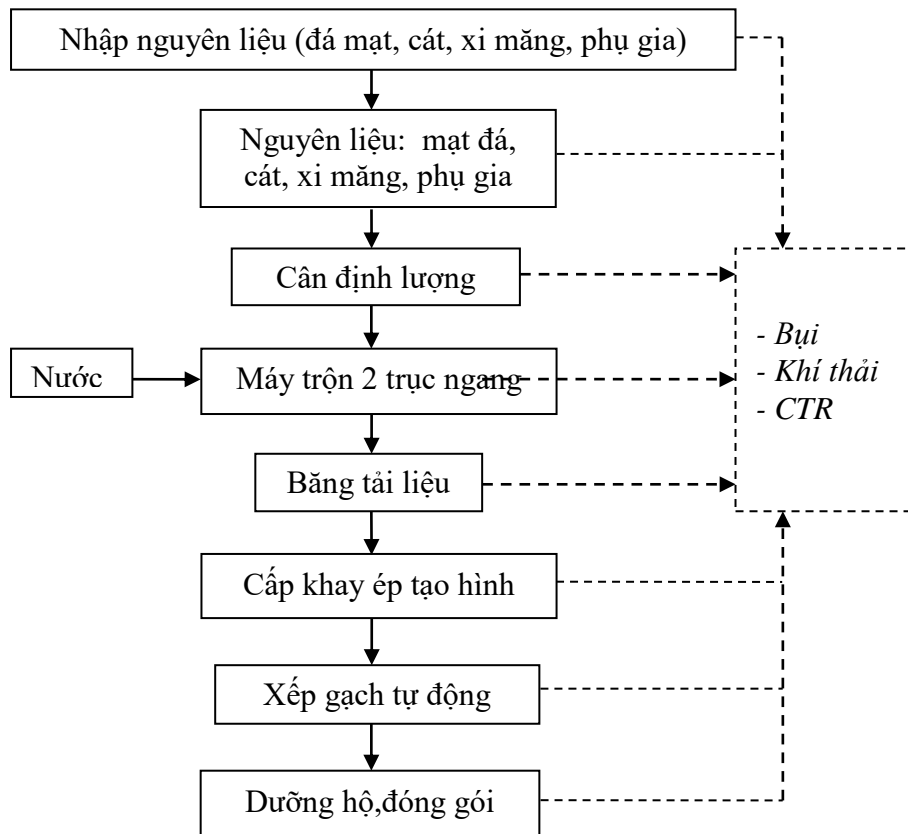 Nhập nguyên liệu (đá mạt, cát, xi măng, phụ gia)
Nguyên liệu:  mạt đá,
cát, xi măng, phụ gia
Cân định lượng
Nước
Máy trộn 2 trục ngang
Băng tải liệu
Cấp khay ép tạo hình
Xếp gạch tự động
Dưỡng hộ,đóng gói
- Bụi
- Khí thải
- CTR